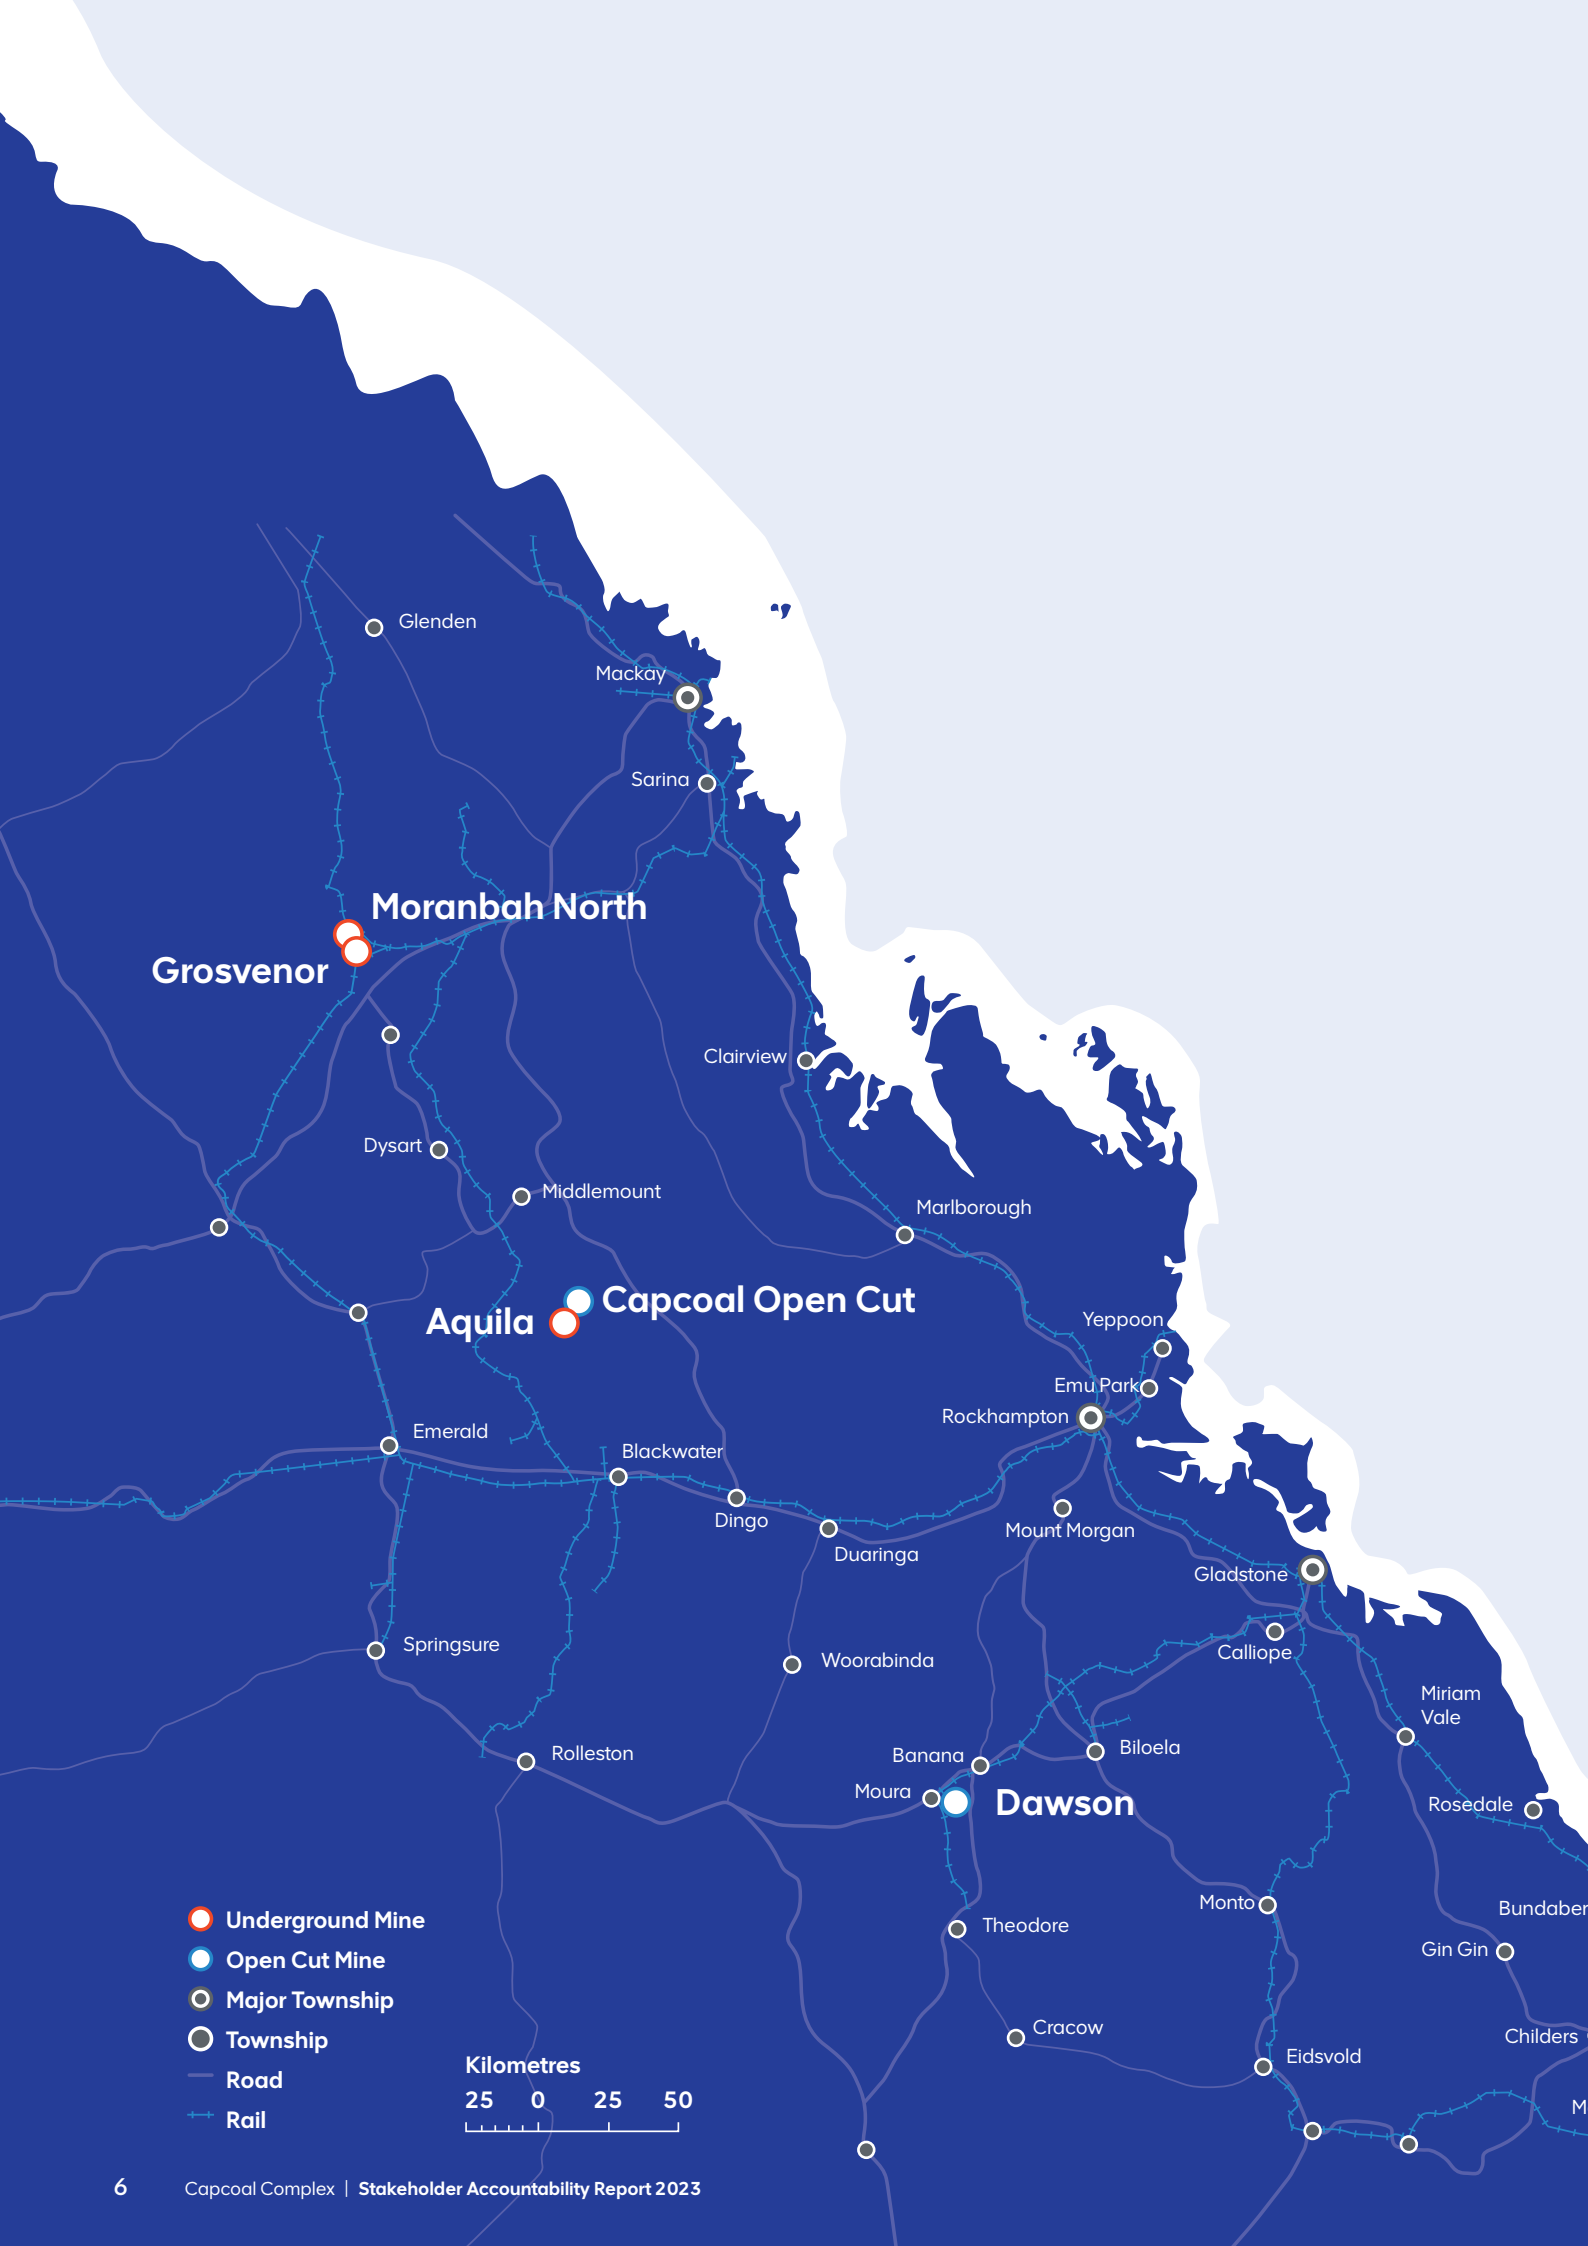 Glenden
Mackay
Sarina
Moranbah North
Grosvenor
Clairview
Dysart
Middlemount
Marlborough
Capcoal Open Cut
Aquila
Yeppoon
Emu Park
Rockhampton
Emerald
Blackwater
Dingo
Mount Morgan
Duaringa
Gladstone
Springsure
Calliope
Woorabinda
Miriam
Vale
Rolleston
Banana
Biloela
Moura
Dawson
Rosedale
Monto
Bundaber
Underground Mine
Theodore
Gin Gin
Open Cut Mine
Major Township
Cracow
Childers
Township
Eidsvold
Kilometres
Road
25 0 25 50
M
Rail
6 Capcoal Complex | Stakeholder Accountability Report 2023